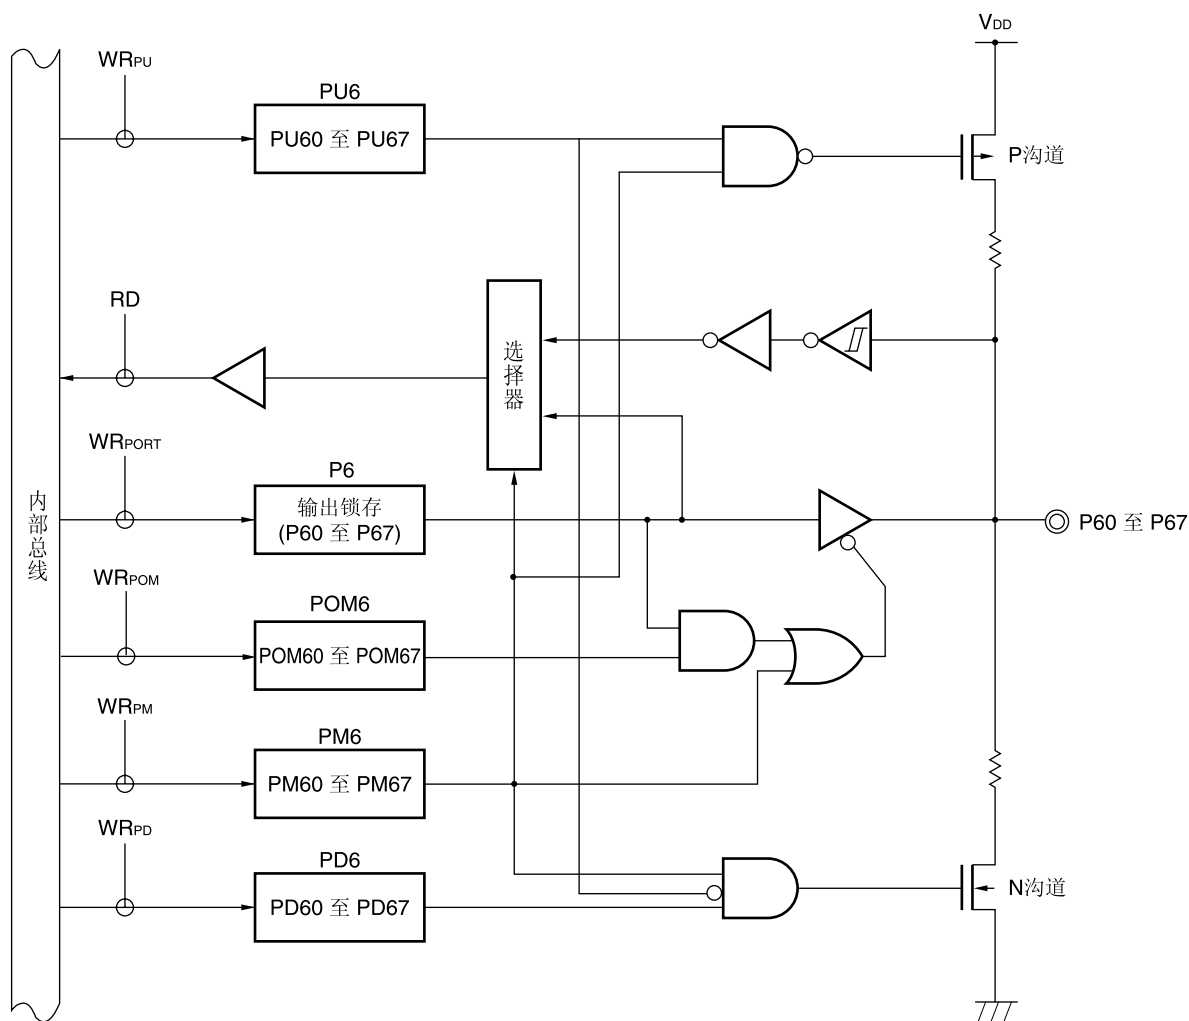 VDD
WRPU
PU6
PU60 至 PU67
P沟道
RD
选择器
WRPORT
P6
输出锁存
(P60 至 P67)
内部总线
P60 至 P67
WRPOM
POM6
POM60 至 POM67
WRPM
PM6
PM60 至 PM67
WRPD
PD6
PD60 至 PD67
N沟道